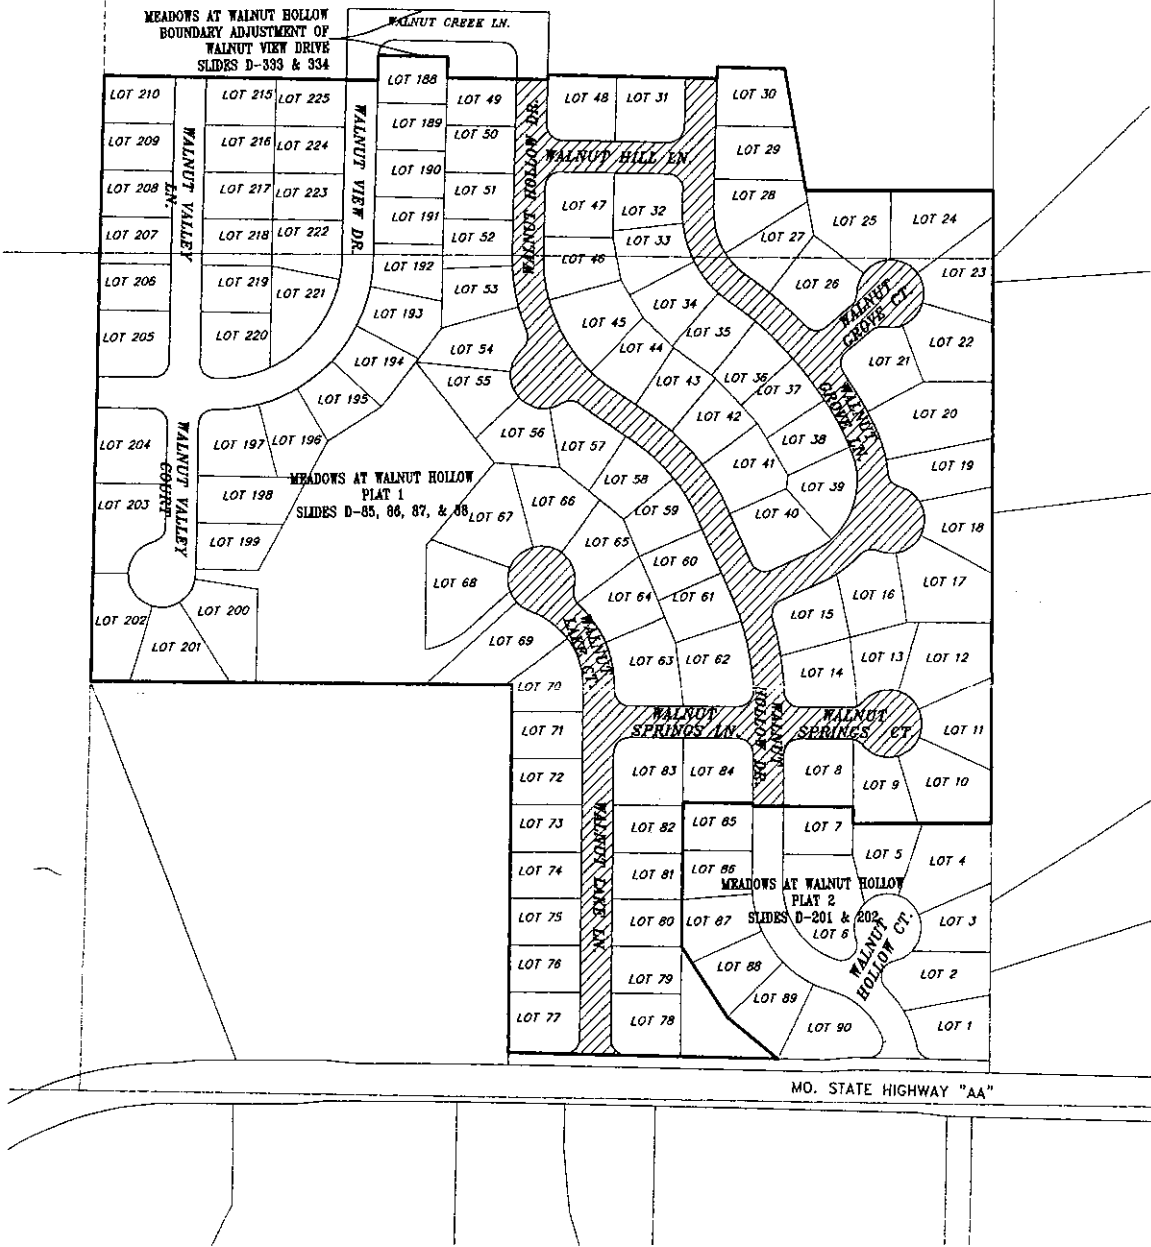 MEADOWS AT WALNUT HOLLOW
BOUNDARY ADJUSTMENT OF
WALNUT VIEW DRIVE
SLIDES D-333 & 334
WALNUT CREEK LN.
LOT 188
LOT 210
LOT 215
LOT 225
LOT 189
LOT 49
LOT 48
LOT 31
LOT 30
LOT 209
LOT 216
LOT 224
LOT 190
LOT 50
LOT 29
LOT 208
LOT 217
LOT 223
LOT 191
LOT 51
LOT 47
LOT 32
LOT 28
LOT 207
LOT 218
LOT 222
LOT 192
LOT 52
LOT 46
LOT 33
LOT 27
LOT 25
LOT 24
LOT 206
LOT 219
LOT 221
LOT 193
LOT 53
LOT 45
LOT 34
LOT 26
LOT 23
LOT 205
LOT 220
LOT 194
LOT 54
LOT 44
LOT 35
LOT 21
LOT 22
LOT 195
LOT 55
LOT 43
LOT 36
LOT 37
LOT 20
WALNUT VALLEY
LN.
WALNUT VIEW DR.
WALNUT HOLLOW DR.
WALNUT HILL LN.
WALNUT
GROVE CT.
WALNUT
GROVE LN.
LOT 204
LOT 197
LOT 196
LOT 56
LOT 57
LOT 42
LOT 38
LOT 203
LOT 198
LOT 58
LOT 41
LOT 39
LOT 19
LOT 199
LOT 67
LOT 66
LOT 59
LOT 40
LOT 18
WALNUT VALLEY
COURT
MEADOWS AT WALNUT HOLLOW
PLAT 1
SLIDES D-85, 86, 87, & 88
LOT 68
LOT 65
LOT 60
LOT 17
LOT 202
LOT 200
LOT 64
LOT 61
LOT 15
LOT 16
LOT 201
LOT 69
LOT 63
LOT 62
LOT 14
LOT 13
LOT 12
WALNUT
LAKE CT.
LOT 70
LOT 71
WALNUT
SPRINGS LN.
WALNUT
HOLLOW DR.
WALNUT
SPRINGS CT.
LOT 11
LOT 72
LOT 83
LOT 84
LOT 8
LOT 9
LOT 10
LOT 73
LOT 82
LOT 85
LOT 7
LOT 74
LOT 81
LOT 86
LOT 5
LOT 4
MEADOWS AT WALNUT HOLLOW
PLAT 2
SLIDES D-201 & 202
LOT 75
LOT 80
LOT 87
LOT 6
LOT 3
WALNUT LAKE LN.
WALNUT
HOLLOW CT.
LOT 76
LOT 79
LOT 88
LOT 2
LOT 77
LOT 78
LOT 89
LOT 90
LOT 1
MO. STATE HIGHWAY "AA"